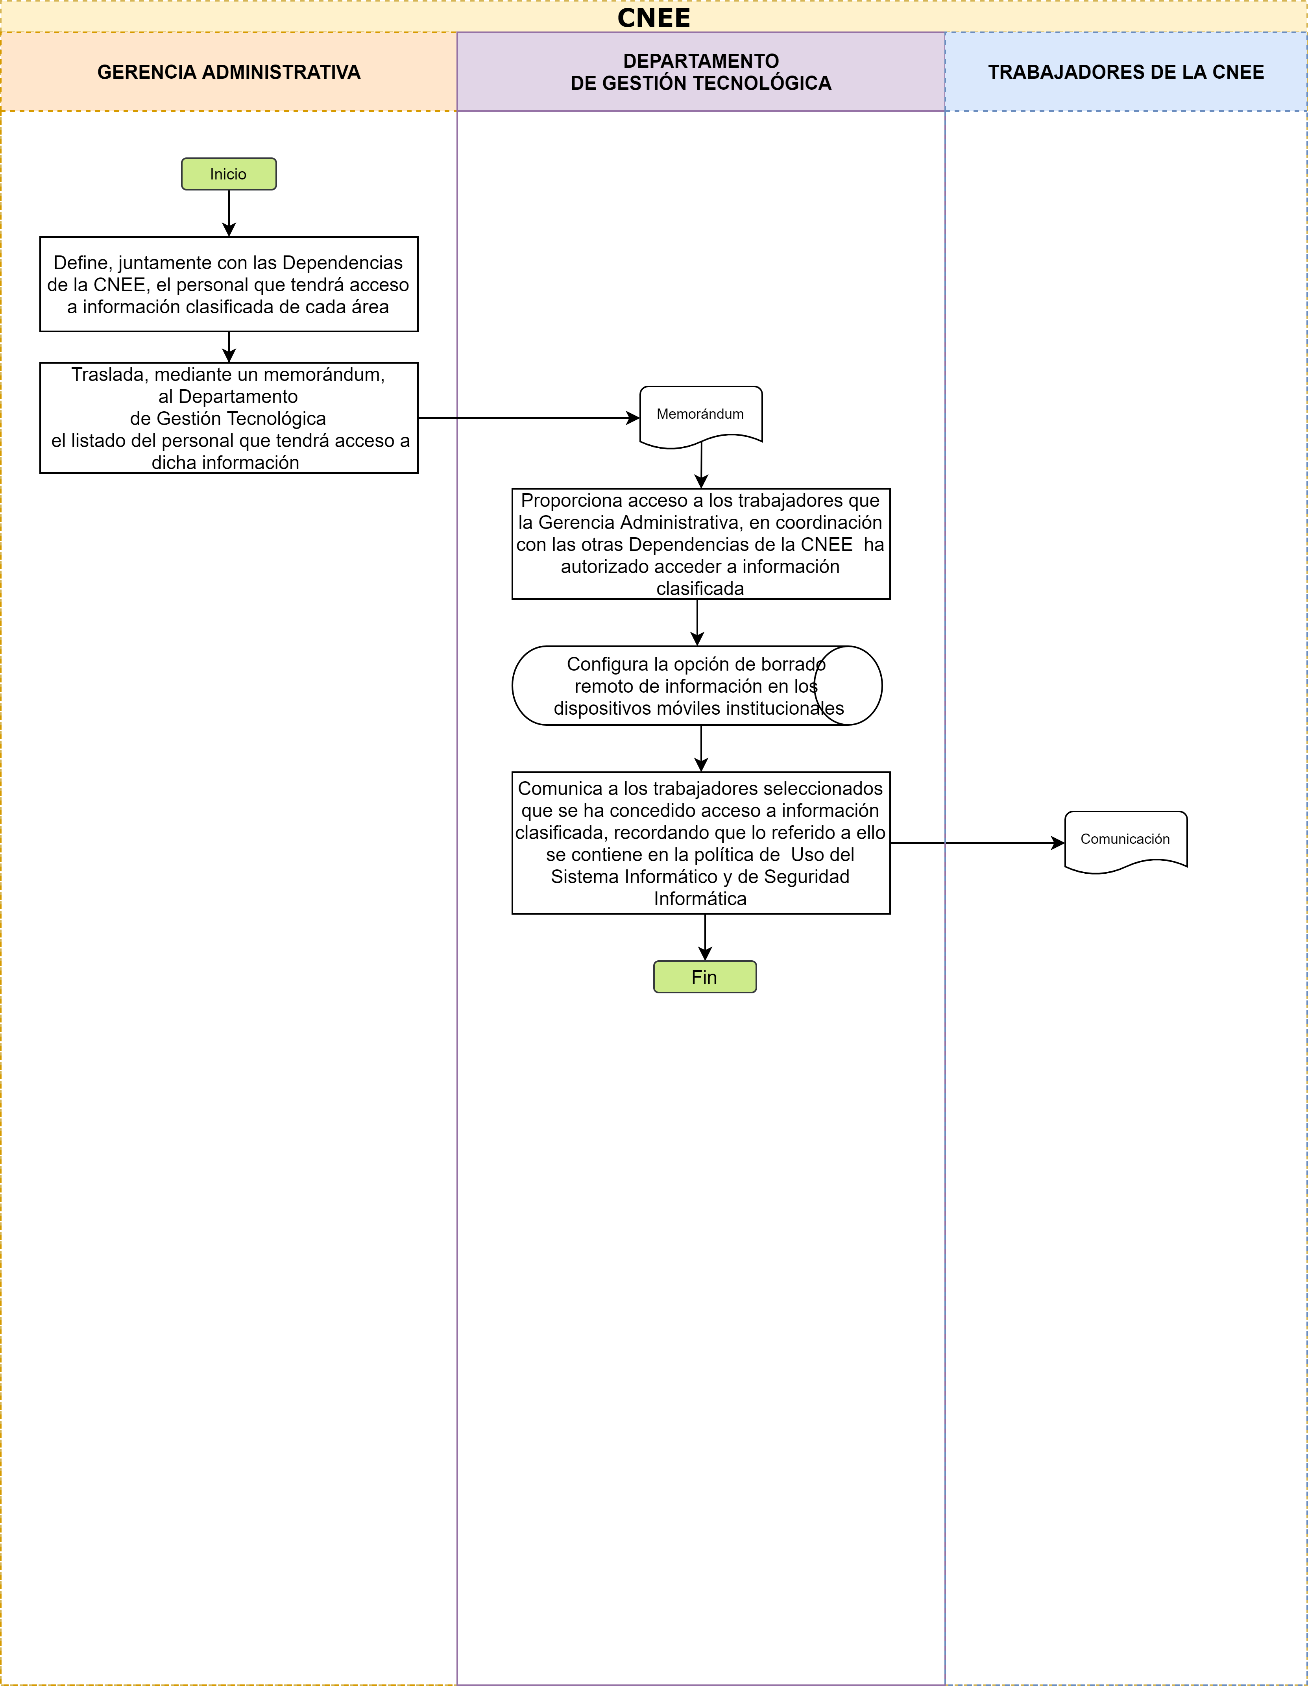 CNEE
GERENCIA ADMINISTRATIVA
DEPARTAMENTO
DE GESTIÓN TECNOLÓGICA
TRABAJADORES DE LA CNEE
Inicio
Define, juntamente con las Dependencias
de la CNEE, el personal que tendrá acceso
a información clasificada de cada área
Traslada, mediante un memorándum,
al Departamento
de Gestión Tecnológica
el listado del personal que tendrá acceso a
dicha información
Memorándum
Proporciona acceso a los trabajadores que
la Gerencia Administrativa, en coordinación
con las otras Dependencias de la CNEE ha
autorizado acceder a información
clasificada
Configura la opción de borrado
remoto de información en los
dispositivos móviles institucionales
Comunica a los trabajadores seleccionados
que se ha concedido acceso a información
clasificada, recordando que lo referido a ello
se contiene en la política de Uso del
Sistema Informático y de Seguridad
Informática
Comunicación
Fin